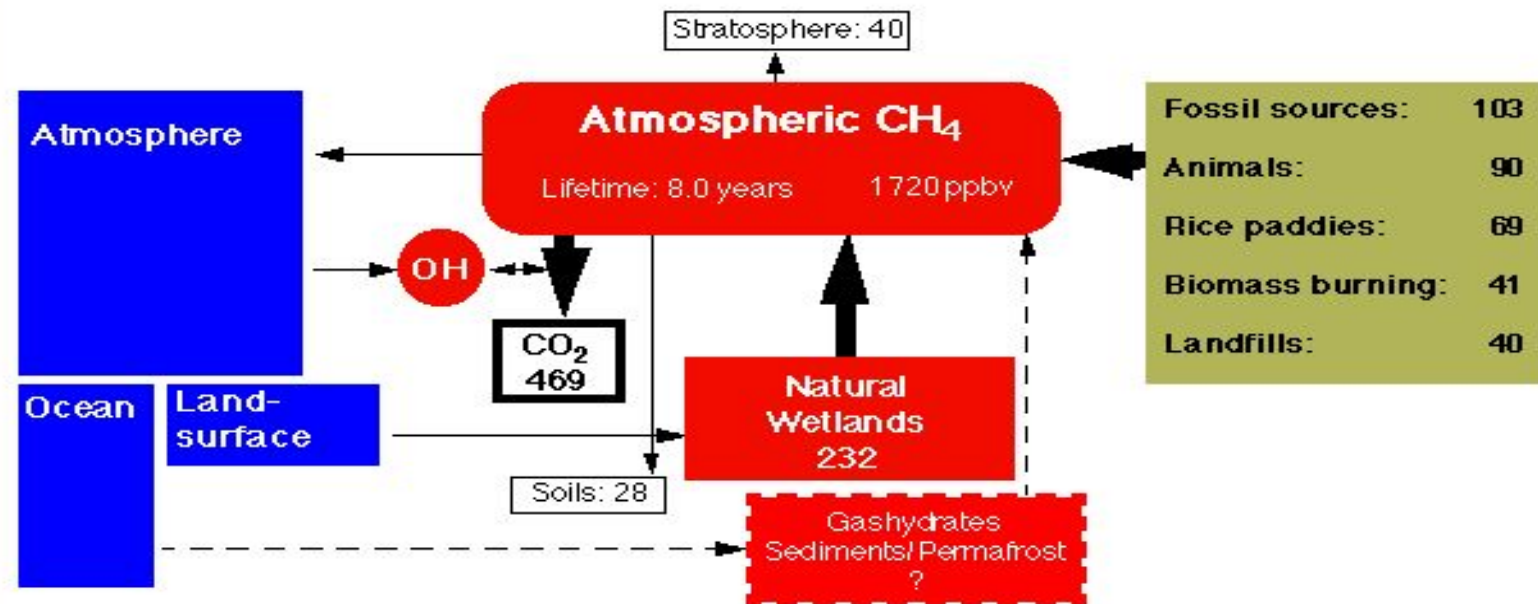 Stratosphere: 40
Atmosphere
Atmospheric CH₄
Lifetime: 8.0 years 1720 ppbv
Fossil sources: 103
Animals: 90
Rice paddies: 69
Biomass burning: 41
Landfills: 40
OH
CO₂
469
Ocean
Land-
surface
Natural
Wetlands
232
Soils: 28
Gashydrates
Sediments/Permafrost
?